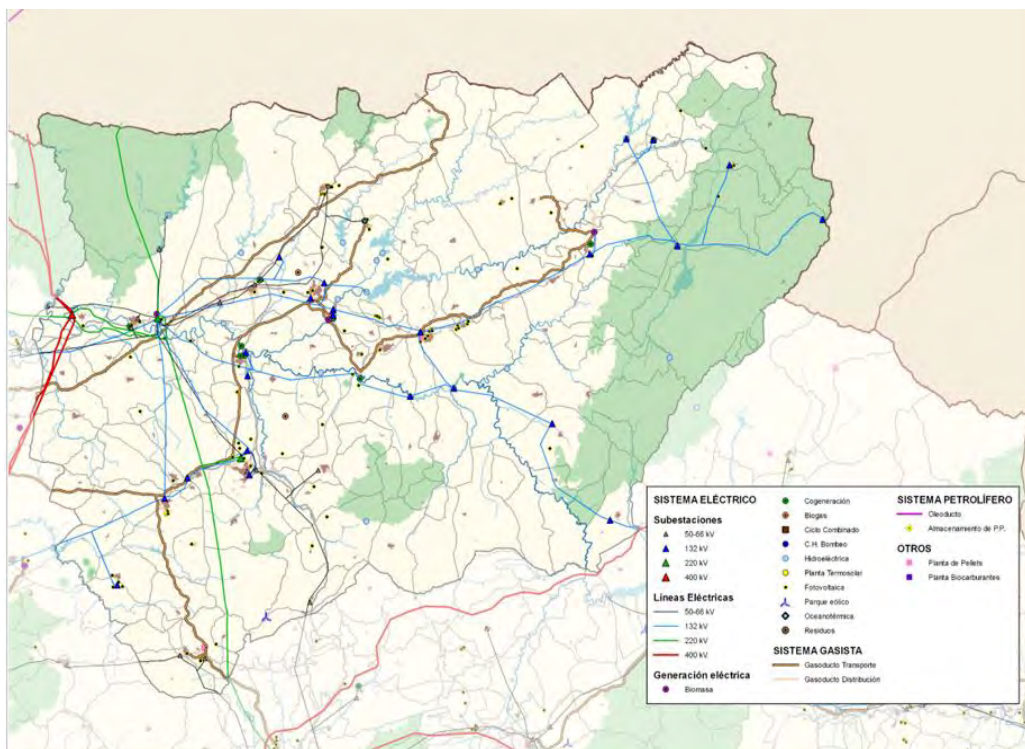 SISTEMA ELÉCTRICO
Subestaciones
50-66 kV
132 kV
220 kV
400 kV
Líneas Eléctricas
50-66 kV
132 kV
220 kV
400 kV
Generación eléctrica
Biomasa
Cogeneración
Biogas
Ciclo Combinado
C.H. Bombeo
Hidroeléctrica
Planta Termosolar
Fotovoltaica
Parque eólico
Oceanotérmica
Residuos
SISTEMA GASISTA
Gasoducto Transporte
Gasoducto Distribución
SISTEMA PETROLÍFERO
Oleoducto
Almacenamiento de P.P.
OTROS
Planta de Pellets
Planta Biocarburantes